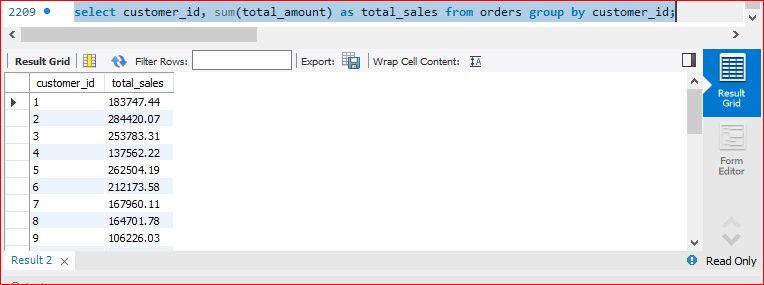 2209 select customer_id, sum(total_amount) as total_sales from orders group by customer_id;
Result Grid Filter Rows: Export: Wrap Cell Content:
customer_id total_sales
1 183747.44
2 284420.07
3 253783.31
4 137562.22
5 262504.19
6 212173.58
7 167960.11
8 164701.78
9 106226.03
Result
Grid
Form
Editor
Result 2 Read Only